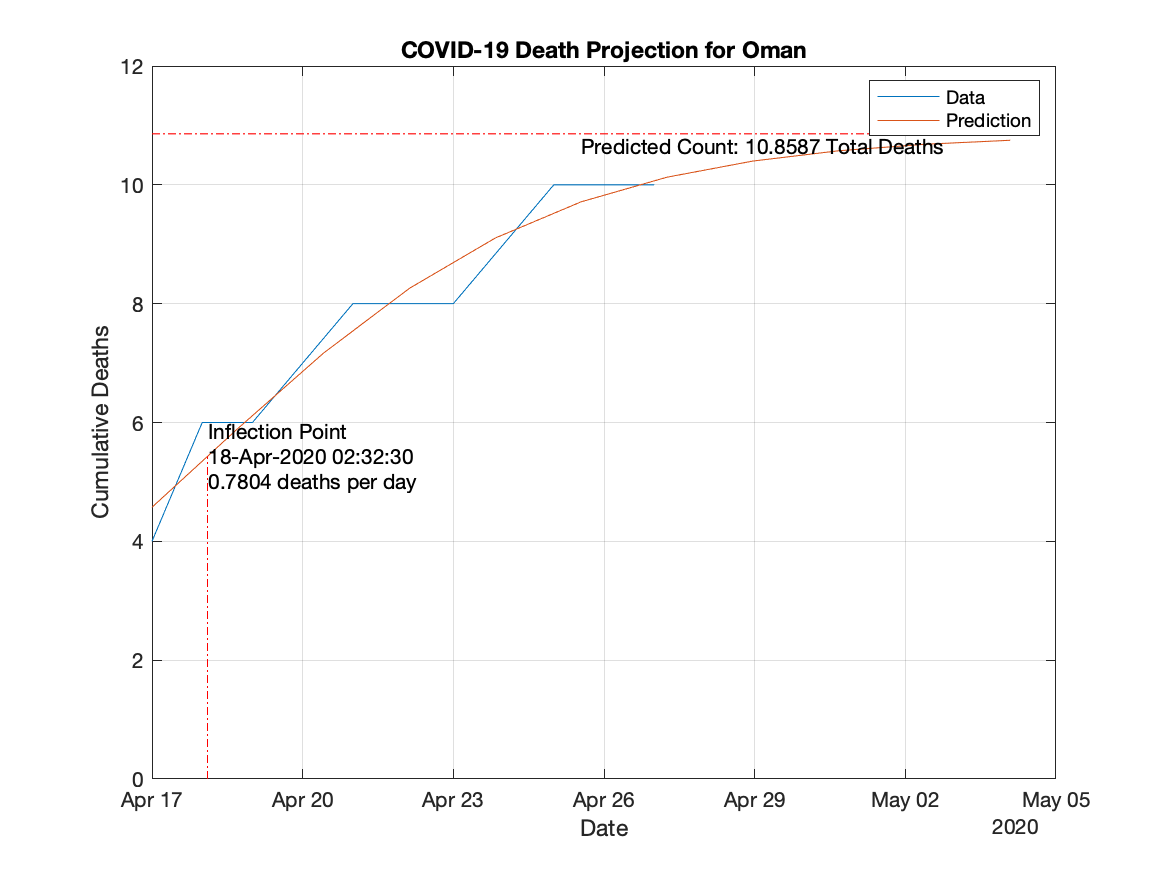 COVID-19 Death Projection for Oman
12
10
8
6
4
2
0
Cumulative Deaths
Data
Prediction
Predicted Count: 10.8587 Total Deaths
Inflection Point
18-Apr-2020 02:32:30
0.7804 deaths per day
Apr 17 Apr 20 Apr 23 Apr 26 Apr 29 May 02 May 05
Date
2020